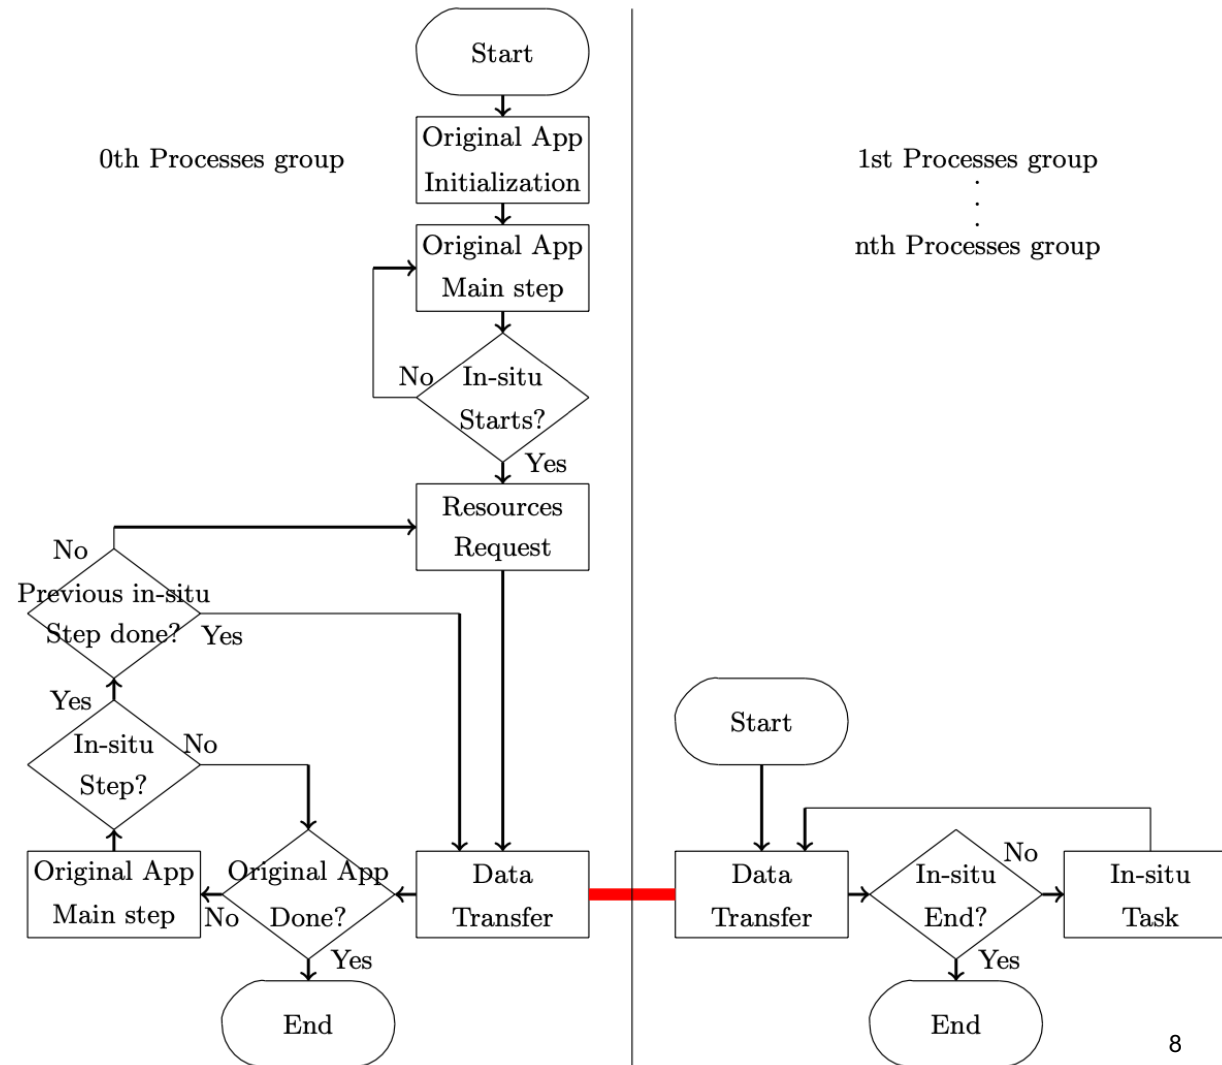 Start
Original App
Initialization
0th Processes group
1st Processes group
.
.
.
nth Processes group
Original App
Main step
No
In-situ
Starts?
Yes
Resources
Request
No
Previous in-situ
Step done?
Yes
Yes
In-situ
Step?
No
Original App
Main step
No
Original App
Done?
Yes
End
Data
Transfer
Start
Data
Transfer
In-situ
End?
No
Yes
In-situ
Task
End
8